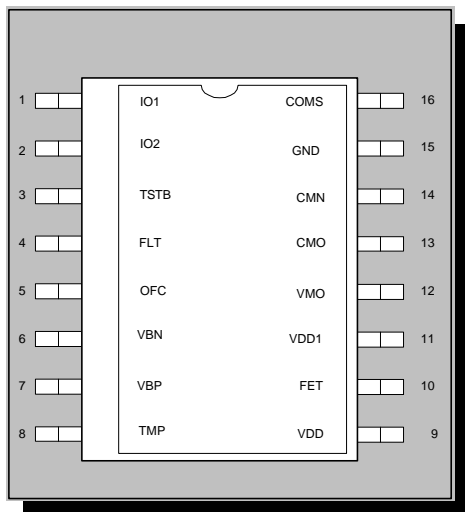 1 IO1 COMS 16
2 IO2 GND 15
3 TSTB CMN 14
4 FLT CMO 13
5 OFC VMO 12
6 VBN VDD1 11
7 VBP FET 10
8 TMP VDD 9